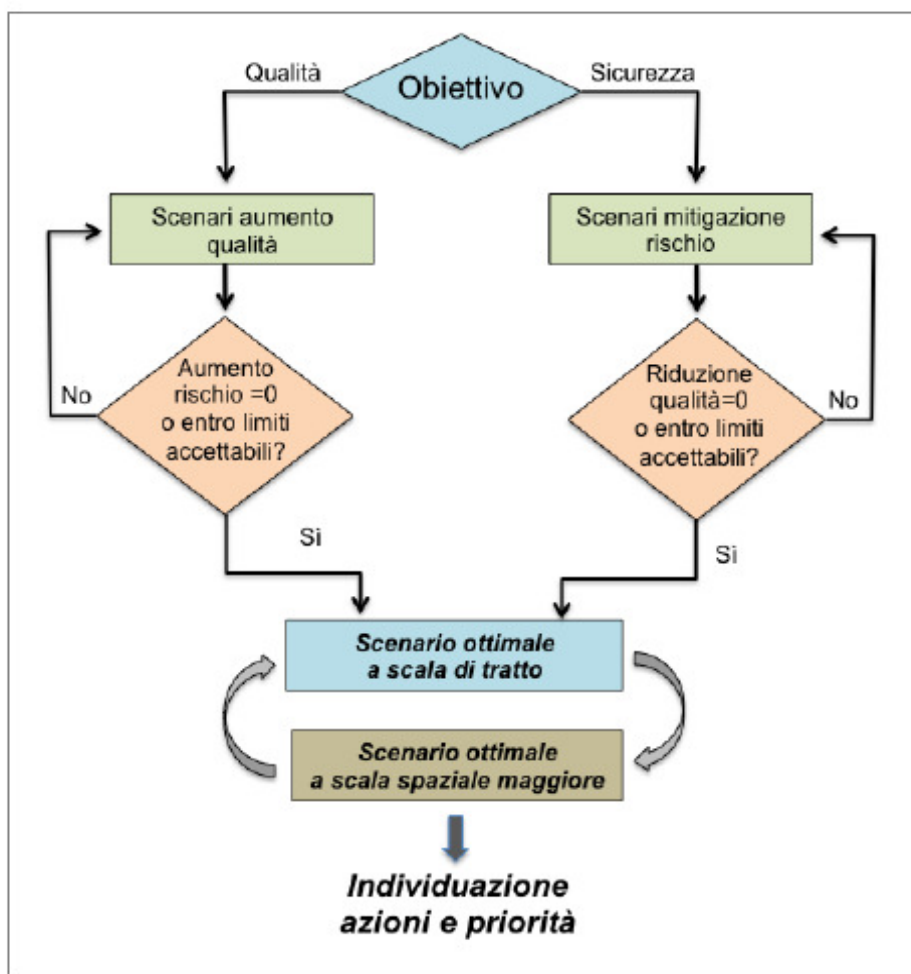 Qualità
Obiettivo
Sicurezza
Scenari aumento
qualità
Scenari mitigazione
rischio
Aumento
rischio =0
o entro limiti
accettabili?
No
Riduzione
qualità=0
o entro limiti
accettabili?
No
Si
Si
Scenario ottimale
a scala di tratto
Scenario ottimale
a scala spaziale maggiore
Individuazione
azioni e priorità